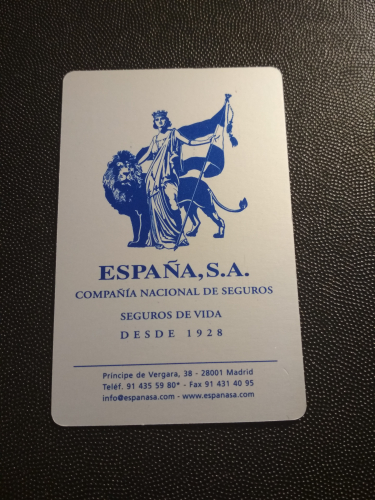 ESPAÑA, S.A.
COMPAÑÍA NACIONAL DE SEGUROS
SEGUROS DE VIDA
DESDE 1928
Príncipe de Vergara, 38 - 28001 Madrid
Teléf. 91 435 59 80* - Fax 91 431 40 95
info@espanasa.com - www.espanasa.com